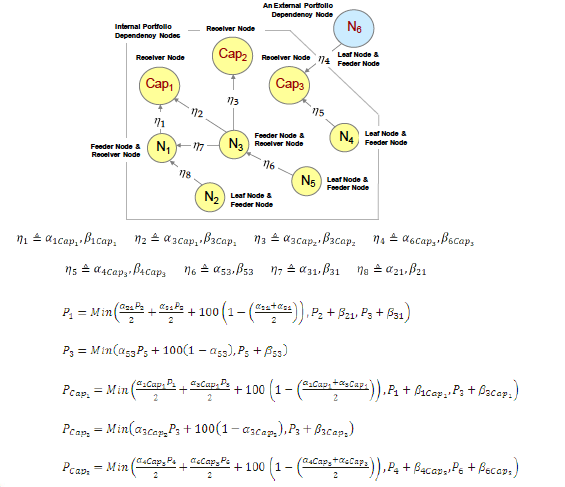 An External Portfolio
Dependency Node
Internal Portfolio
Dependency Nodes
N6
Receiver Node
Leaf Node &
Feeder Node
Receiver Node
Cap2
Receiver Node
η4
Cap1
Cap3
η1
η2
η3
η5
Feeder Node &
Receiver Node
N1
η7
N3
Feeder Node &
Receiver Node
N4
Leaf Node &
Feeder Node
η8
η6
N5
Leaf Node &
Feeder Node
N2
Leaf Node &
Feeder Node
η₁ ≜ α₁Cap₁, β₁Cap₁ η₂ ≜ α₃Cap₁, β₃Cap₁ η₃ ≜ α₃Cap₂, β₃Cap₂ η₄ ≜ α₆Cap₃, β₆Cap₃
η₅ ≜ α₄Cap₃, β₄Cap₃ η₆ ≜ α₅₃, β₅₃ η₇ ≜ α₃₁, β₃₁ η₈ ≜ α₂₁, β₂₁
P₁ = Min( + + 100(1 − ()), P₂ + β₂₁, P₃ + β₃₁)
P₃ = Min(α₅₃P₅ + 100(1 − α₅₃), P₅ + β₅₃)
PCap₁ = Min(α₁Cap₁P₁/2 + α₃Cap₁P₃/2 + 100(1 − (α₁Cap₁+α₃Cap₁/2)), P₁ + β₁Cap₁, P₃ + β₃Cap₁)
PCap₂ = Min(α₃Cap₂P₃ + 100(1 − α₃Cap₂), P₃ + β₃Cap₂)
PCap₃ = Min(α₄Cap₃P₄/2 + α₆Cap₃P₆/2 + 100(1 − (α₄Cap₃+α₆Cap₃/2)), P₄ + β₄Cap₃, P₆ + β₆Cap₃)